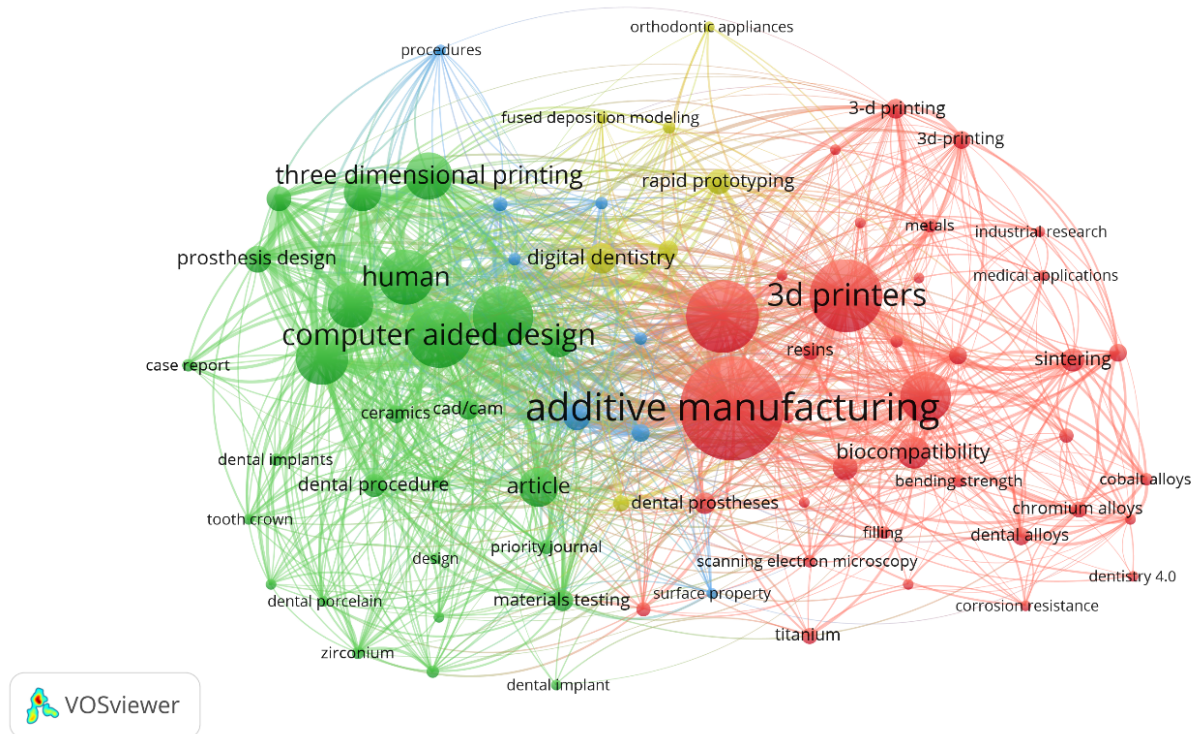 orthodontic appliances
procedures
3-d printing
fused deposition modeling
3d-printing
three dimensional printing
rapid prototyping
metals
industrial research
prosthesis design
digital dentistry
human
medical applications
3d printers
computer aided design
resins
sintering
case report
additive manufacturing
ceramics
cad/cam
biocompatibility
dental implants
bending strength
cobalt alloys
dental procedure
article
dental prostheses
chromium alloys
tooth crown
filling
dental alloys
priority journal
design
scanning electron microscopy
dentistry 4.0
surface property
dental porcelain
materials testing
corrosion resistance
titanium
zirconium
dental implant
VOSviewer